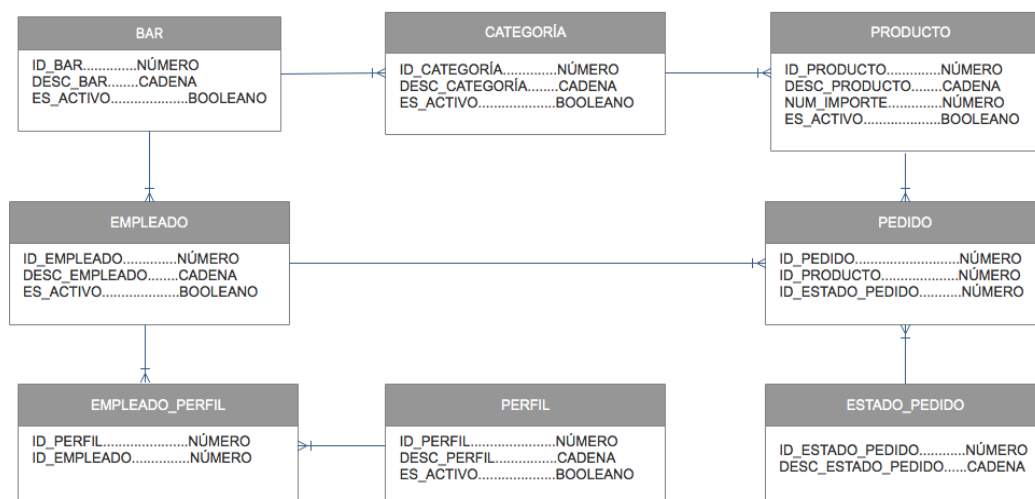 BAR
ID_BAR..............NÚMERO
DESC_BAR........CADENA
ES_ACTIVO....................BOOLEANO
CATEGORÍA
ID_CATEGORÍA..............NÚMERO
DESC_CATEGORÍA........CADENA
ES_ACTIVO....................BOOLEANO
PRODUCTO
ID_PRODUCTO..............NÚMERO
DESC_PRODUCTO........CADENA
NUM_IMPORTE..............NÚMERO
ES_ACTIVO....................BOOLEANO
EMPLEADO
ID_EMPLEADO..............NÚMERO
DESC_EMPLEADO........CADENA
ES_ACTIVO....................BOOLEANO
PEDIDO
ID_PEDIDO...........................NÚMERO
ID_PRODUCTO....................NÚMERO
ID_ESTADO_PEDIDO...........NÚMERO
EMPLEADO_PERFIL
ID_PERFIL......................NÚMERO
ID_EMPLEADO...............NÚMERO
PERFIL
ID_PERFIL.......................NÚMERO
DESC_PERFIL................CADENA
ES_ACTIVO....................BOOLEANO
ESTADO_PEDIDO
ID_ESTADO_PEDIDO............NÚMERO
DESC_ESTADO_PEDIDO......CADENA